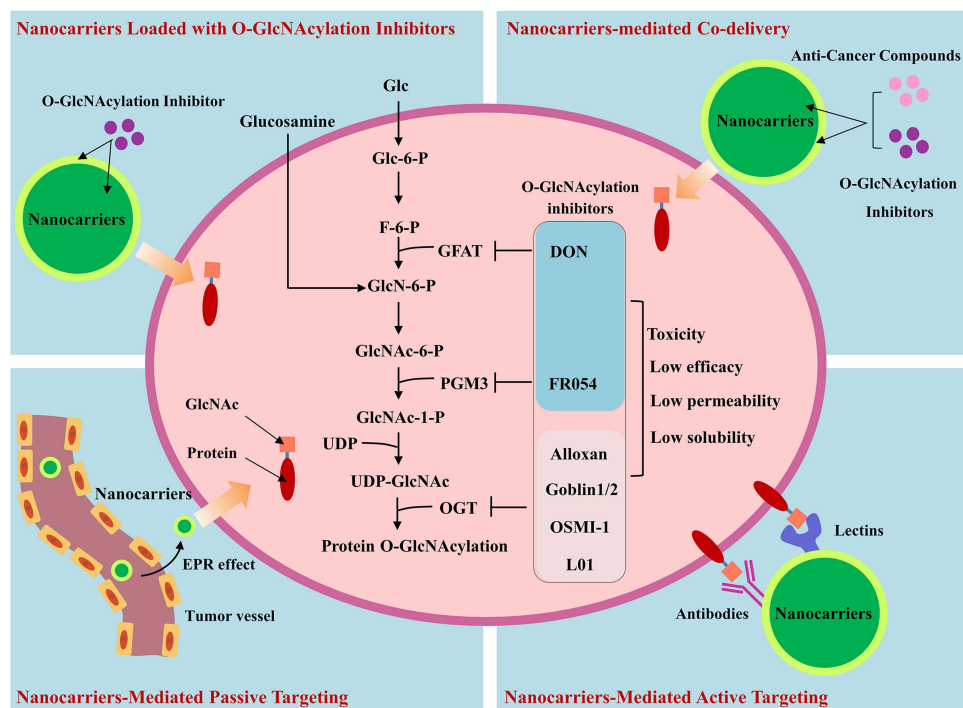 Nanocarriers Loaded with O-GlcNAcylation Inhibitors
O-GlcNAcylation Inhibitor
Nanocarriers
Nanocarriers-mediated Co-delivery
Anti-Cancer Compounds
Nanocarriers
O-GlcNAcylation
Inhibitors
Glc
Glucosamine
Glc-6-P
F-6-P
GFAT
GlcN-6-P
GlcNAc-6-P
PGM3
GlcNAc-1-P
UDP
UDP-GlcNAc
OGT
Protein O-GlcNAcylation
O-GlcNAcylation
inhibitors
DON
FR054
Alloxan
Goblin1/2
OSMI-1
L01
Toxicity
Low efficacy
Low permeability
Low solubility
GlcNAc
Protein
Nanocarriers
EPR effect
Tumor vessel
Nanocarriers-Mediated Passive Targeting
Lectins
Antibodies
Nanocarriers
Nanocarriers-Mediated Active Targeting